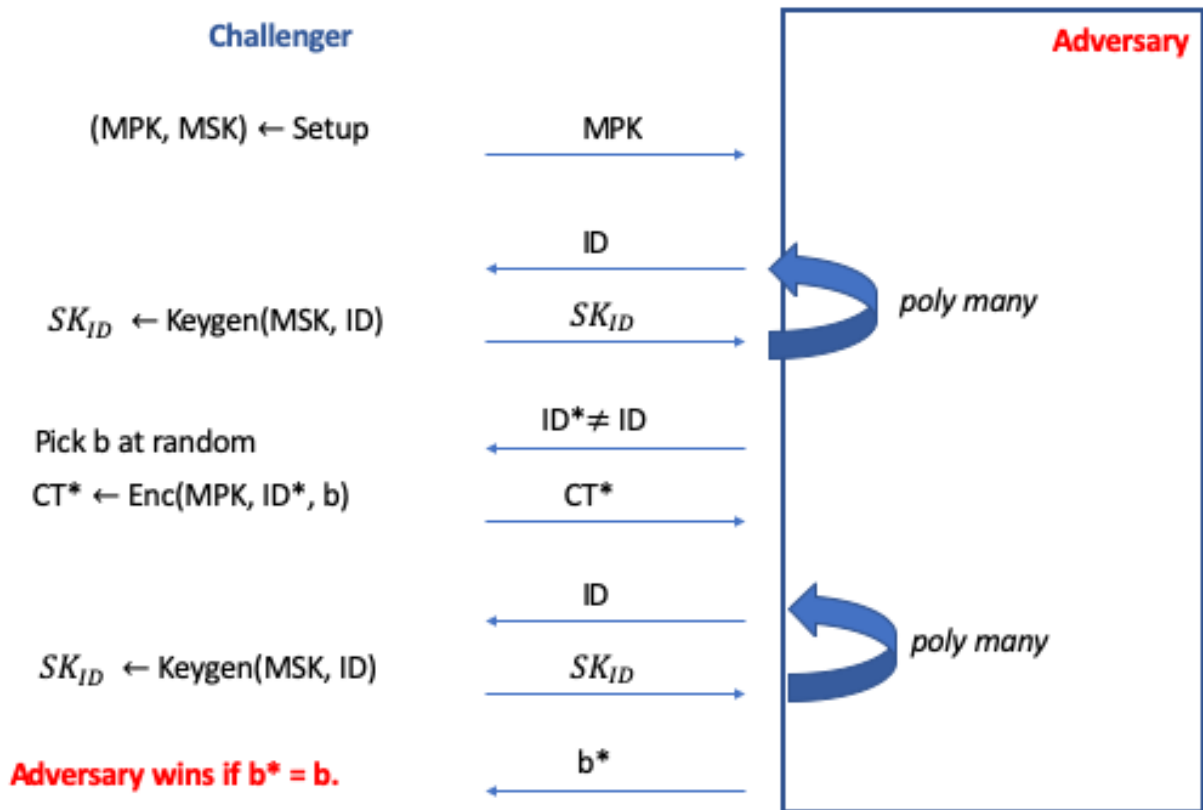 Challenger
Adversary
(MPK, MSK) ← Setup
MPK
ID
poly many
SK_ID ← Keygen(MSK, ID)
SK_ID
ID*≠ ID
Pick b at random
CT* ← Enc(MPK, ID*, b)
CT*
ID
poly many
SK_ID ← Keygen(MSK, ID)
SK_ID
b*
Adversary wins if b* = b.